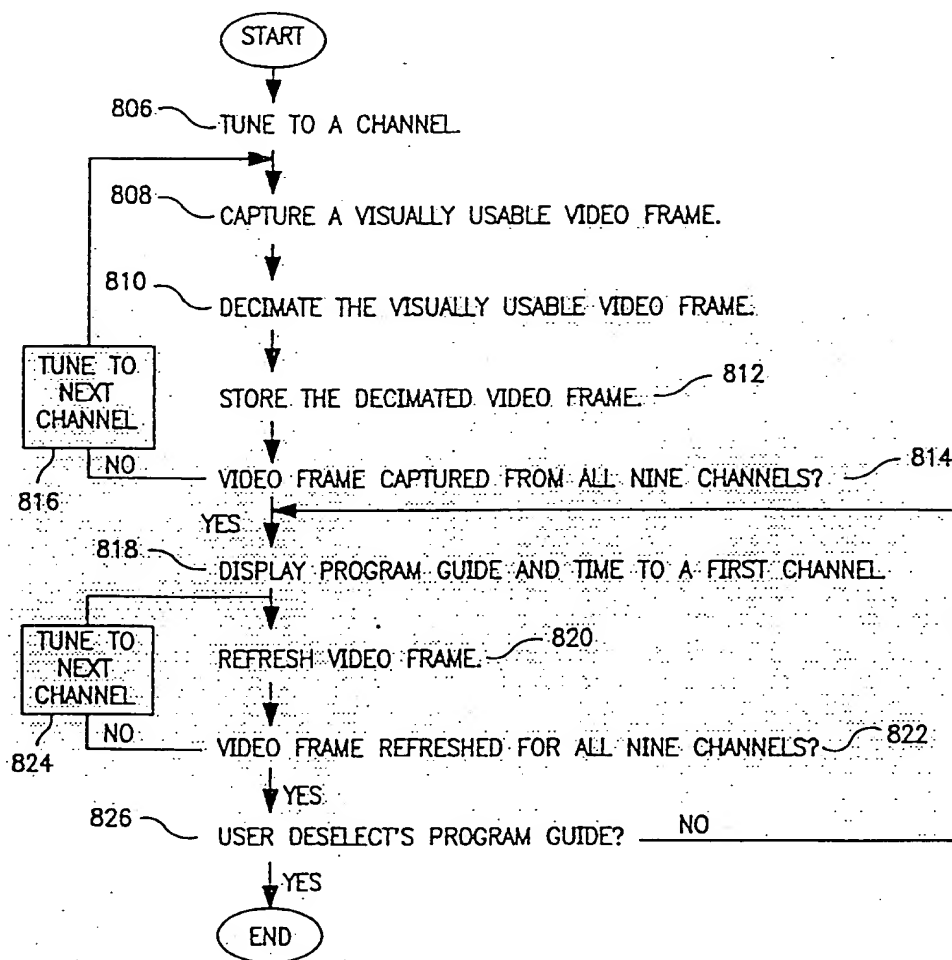 START
806
TUNE TO A CHANNEL
808
CAPTURE A VISUALLY USABLE VIDEO FRAME.
810
DECIMATE THE VISUALLY USABLE VIDEO FRAME.
TUNE TO
NEXT
CHANNEL
STORE THE DECIMATED VIDEO FRAME.
812
NO
816
VIDEO FRAME CAPTURED FROM ALL NINE CHANNELS?
814
YES
818
DISPLAY PROGRAM GUIDE AND TIME TO A FIRST CHANNEL
TUNE TO
NEXT
CHANNEL
REFRESH VIDEO FRAME.
820
NO
824
VIDEO FRAME REFRESHED FOR ALL NINE CHANNELS?
822
YES
826
USER DESELECT'S PROGRAM GUIDE?
NO
YES
END